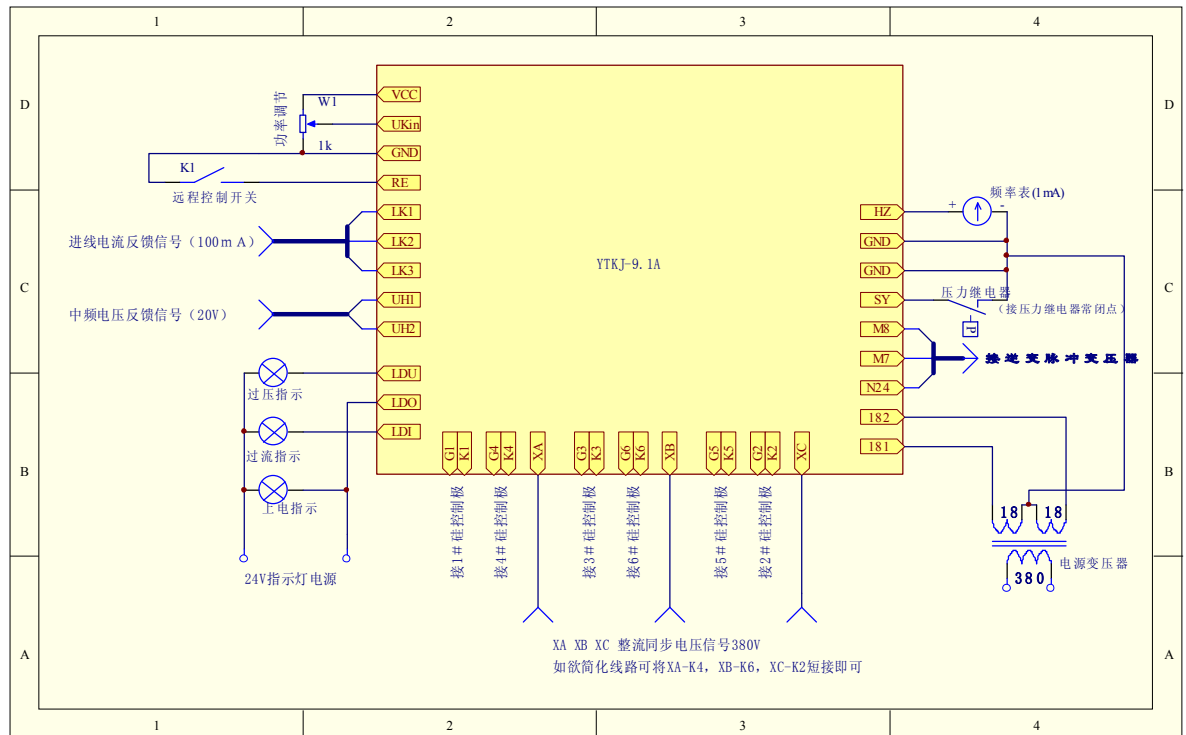 1 2 3 4
D D
C C
B B
A A
1 2 3 4
功率调节
W1
1k
K1
远程控制开关
进线电流反馈信号（100mA）
中频电压反馈信号（20V）
过压指示
过流指示
上电指示
24V指示灯电源
VCC
UKin
GND
RE
LK1
LK2
LK3
UH1
UH2
LDU
LDO
LDI
YTKJ-9.1A
HZ
GND
GND
SY
M8
M7
N24
182
181
+ -
频率表(1mA)
压力继电器
（接压力继电器常闭点）
P
接逆变脉冲变压器
18 18
380
电源变压器
G1 K1 G4 K4 XA G3 K3 G6 K6 XB G5 K5 G2 K2 XC
接1#硅控制极
接4#硅控制极
接3#硅控制极
接6#硅控制极
接5#硅控制极
接2#硅控制极
XA XB XC 整流同步电压信号380V
如欲简化线路可将XA-K4，XB-K6，XC-K2短接即可